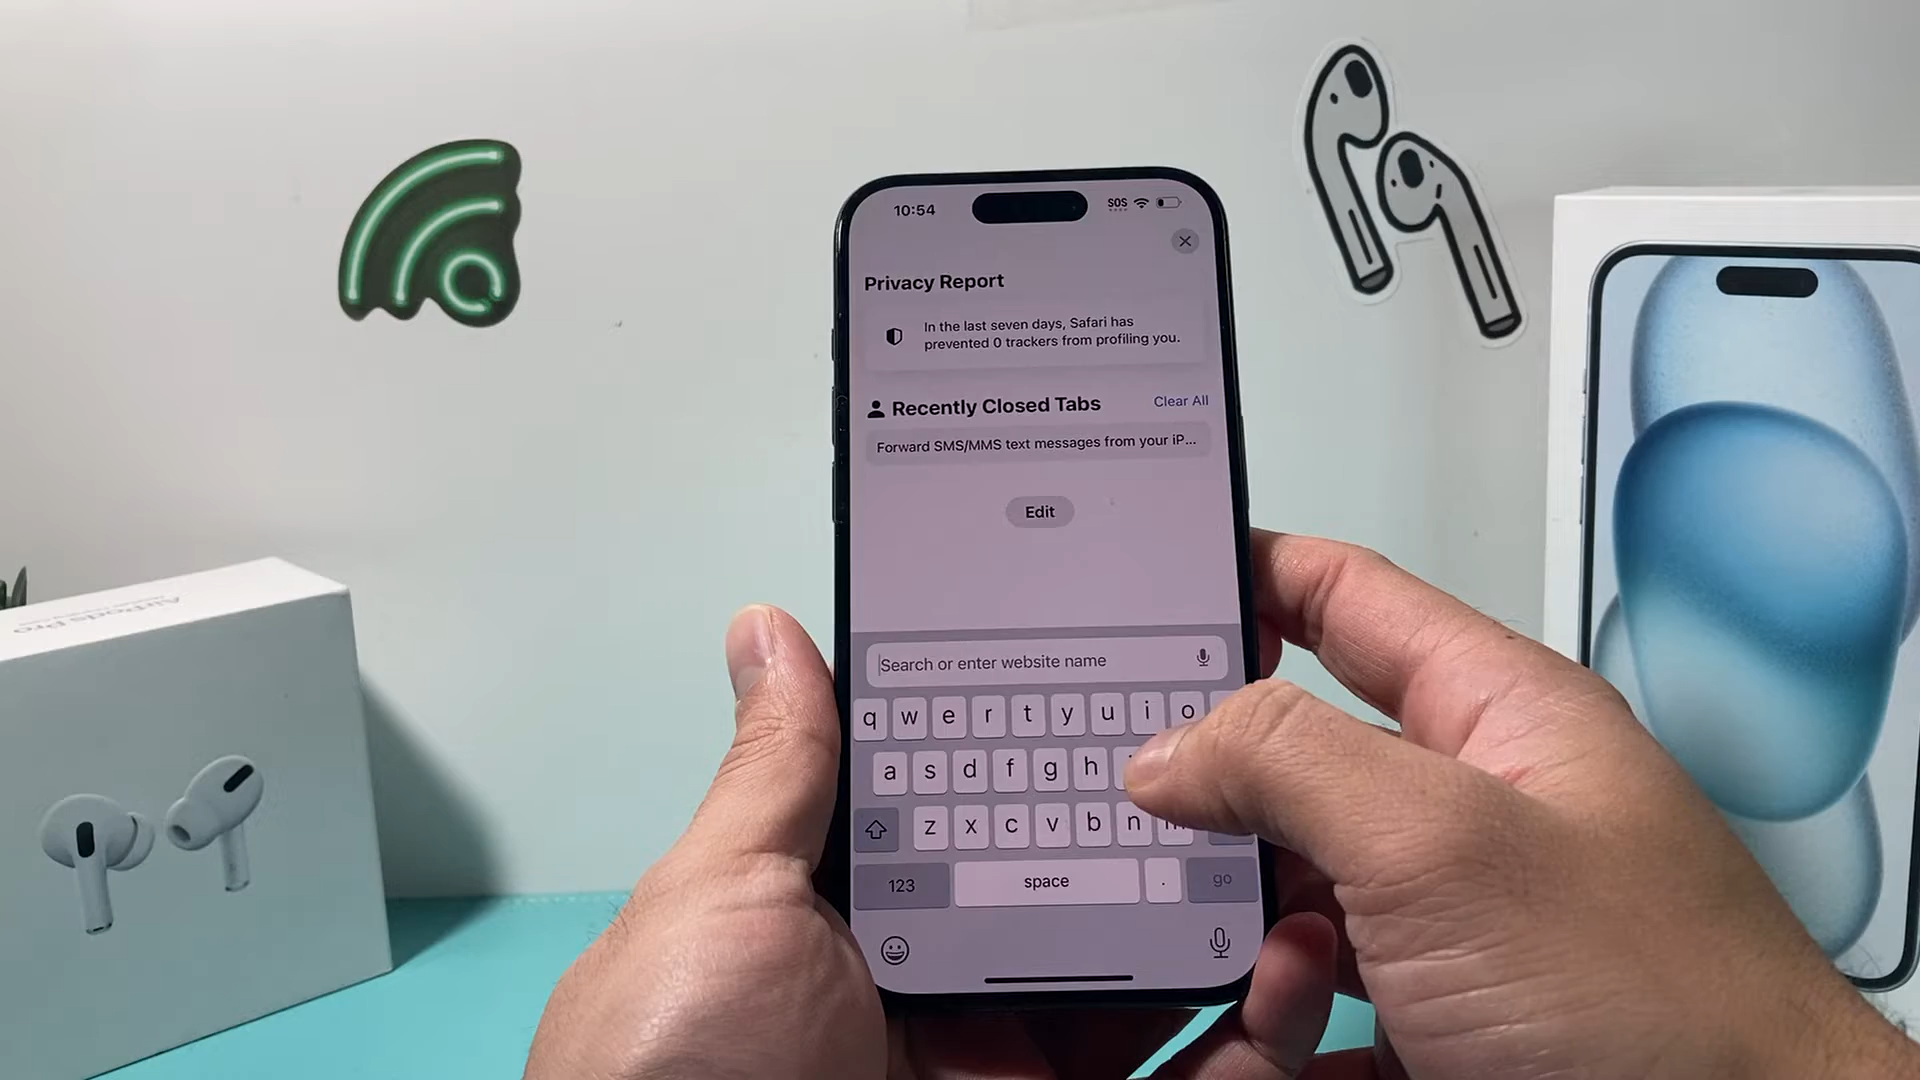 10:54
SOS
Privacy Report
In the last seven days, Safari has
prevented 0 trackers from profiling you.
Recently Closed Tabs
Clear All
Forward SMS/MMS text messages from your iP...
Edit
Search or enter website name
q w e r t y u i o
a s d f g h
z x c v b n m
123 space . go
AirPods Pro